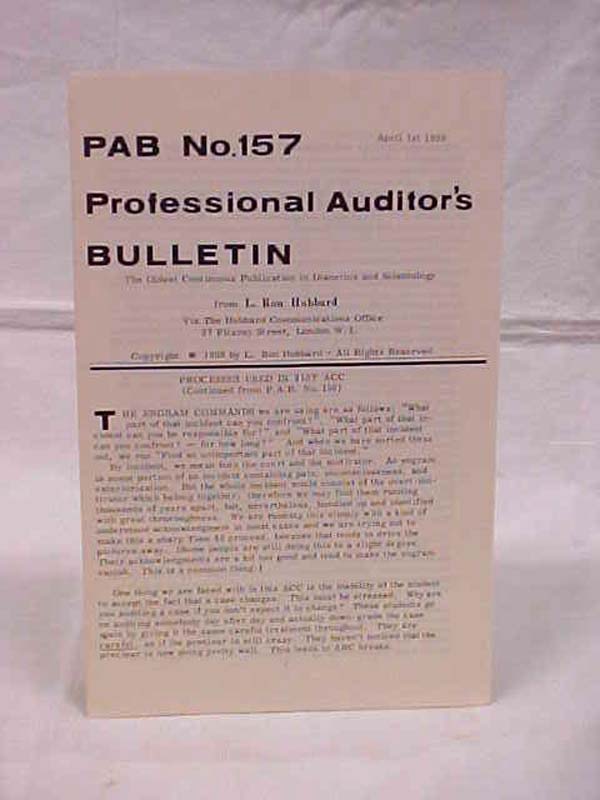 PAB No.157
April 1st 1959
Professional Auditor's
BULLETIN
The Oldest Continuous Publication in Dianetics and Scientology
from L. Ron Hubbard
Via The Hubbard Communications Office
37 Fitzroy Street, London W.1.
Copyright 1959 by L. Ron Hubbard - All Rights Reserved
PROCESSES USED IN 21ST ACC
(Continued from P.A.B. No. 156)
THE ENGRAM COMMANDS we are using are as follows: "What
part of that incident can you confront?" "What part of that in-
cident can you be responsible for?" and "What part of that incident
can you confront? — for how long?" And when we have sorted these
out, we run "Find an unimportant part of that incident."
By incident, we mean both the overt and the motivator. An engram
is some portion of an incident containing pain, unconsciousness, and
exteriorization. But the whole incident would consist of the overt-mo-
tivator which belong together; therefore we may find them running
thousands of years apart, but, nevertheless, bundled up and identified
with great thoroughness. We are running this silently with a kind of
undertone acknowledgment in most cases and we are trying not to
make this a sharp Tone 40 process, because that tends to drive the
pictures away. (Some people are still doing this to a slight degree.
Their acknowledgments are a bit too good and tend to make the engram
vanish. This is a common thing.)
One thing we are faced with in this ACC is the inability of the student
to accept the fact that a case changes. This must be stressed. Why are
you auditing a case if you don't expect it to change? These students go
on auditing somebody day after day and actually down-grade the case
again by giving it the same careful treatment throughout. They are
careful, as if the preclear is still crazy. They haven't noticed that the
preclear is now doing pretty well. This leads to ARC breaks.